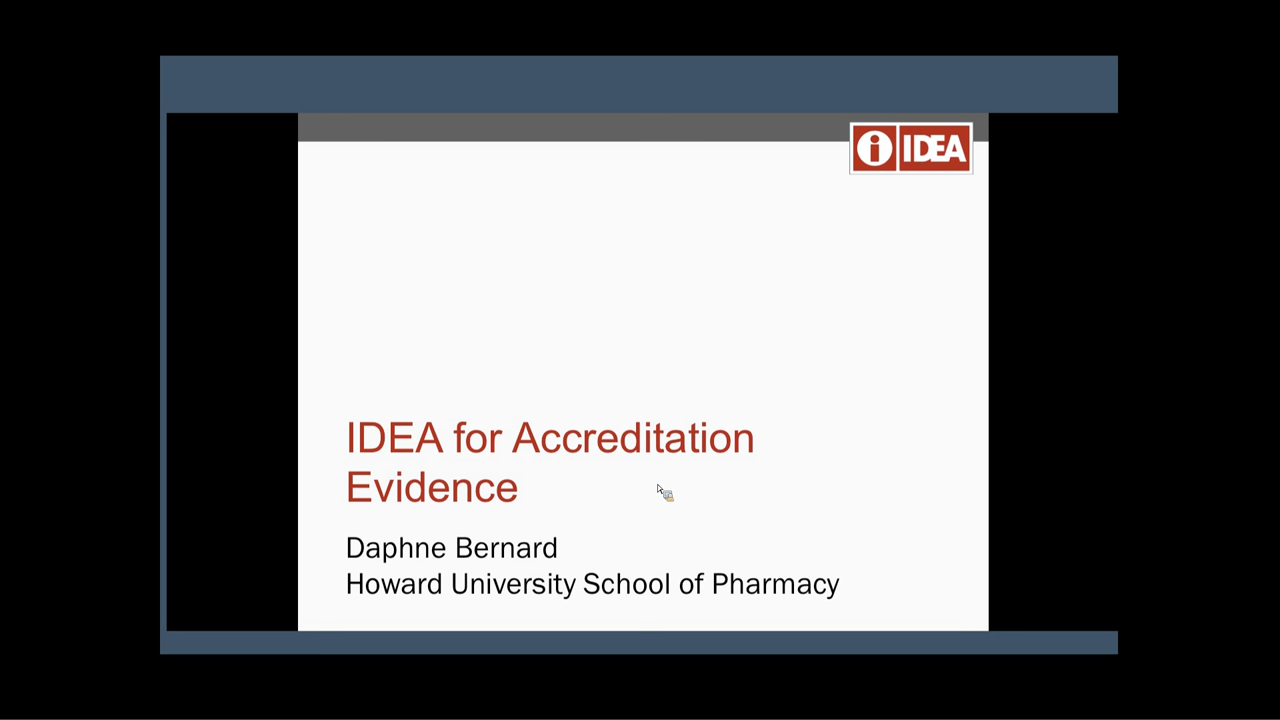 i IDEA
IDEA for Accreditation
Evidence
Daphne Bernard
Howard University School of Pharmacy